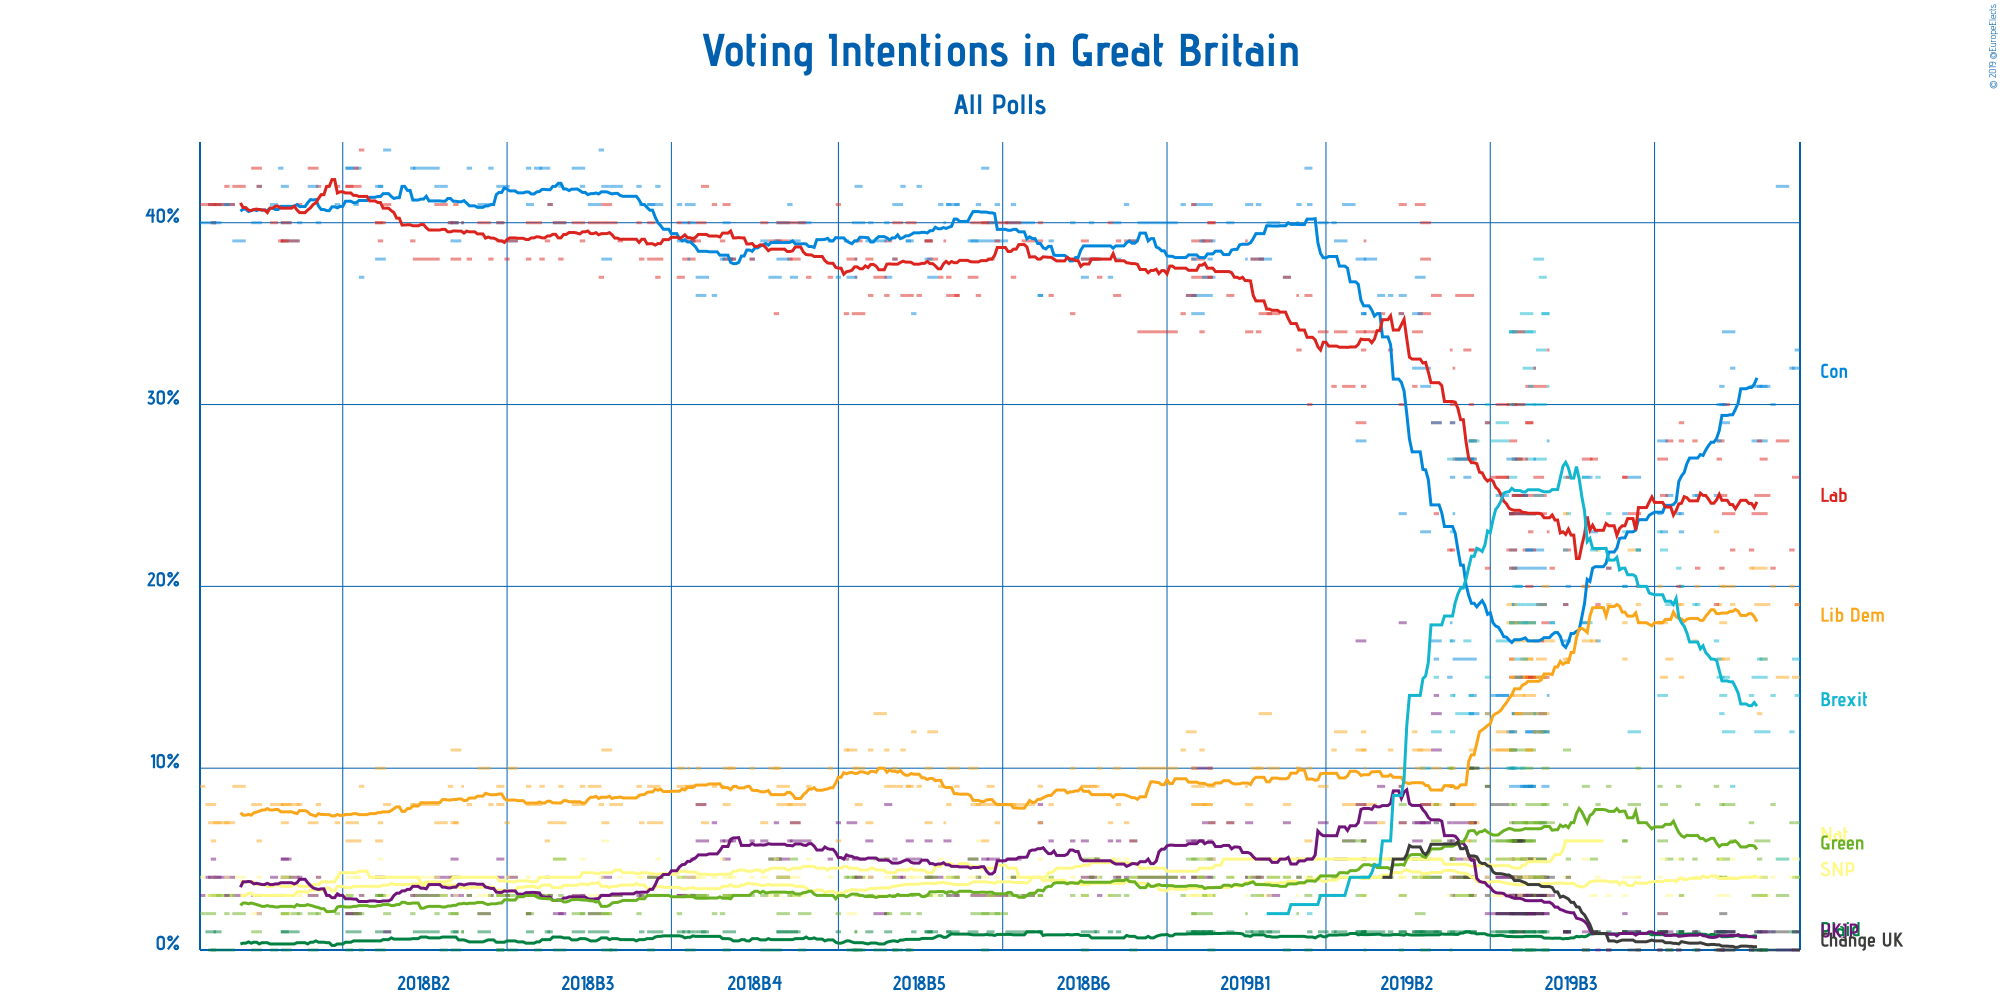 Voting Intentions in Great Britain
All Polls
© 2019 @EuropeElects
40%
30%
20%
10%
0%
Con
Lab
Lib Dem
Brexit
Green
SNP
Change UK
2018B2
2018B3
2018B4
2018B5
2018B6
2019B1
2019B2
2019B3